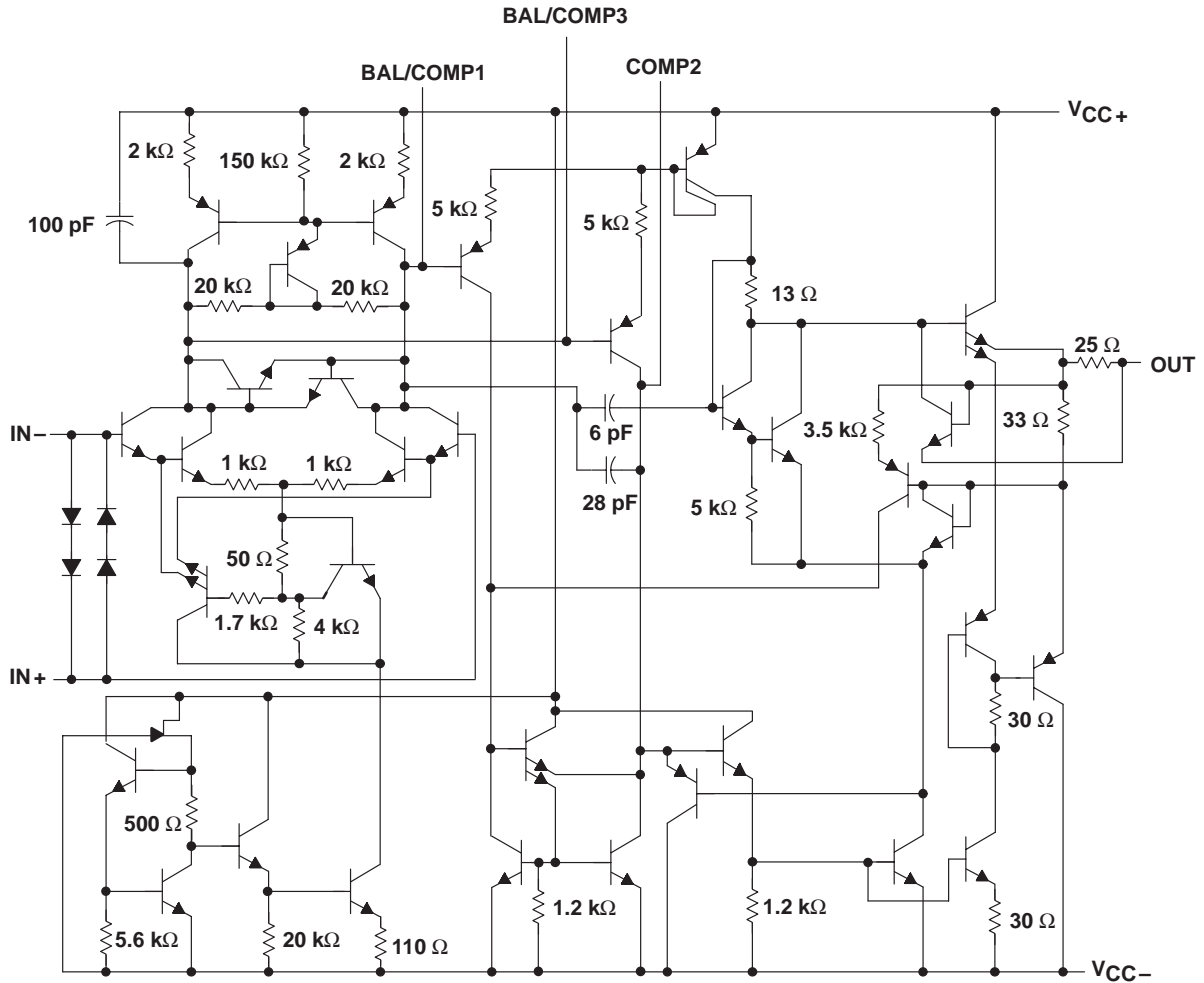 BAL/COMP3
BAL/COMP1
COMP2
VCC+
2 kΩ
150 kΩ
2 kΩ
100 pF
5 kΩ
5 kΩ
20 kΩ
20 kΩ
13 Ω
25 Ω
OUT
IN−
6 pF
3.5 kΩ
33 Ω
1 kΩ
1 kΩ
28 pF
5 kΩ
50 Ω
1.7 kΩ
4 kΩ
IN+
30 Ω
500 Ω
5.6 kΩ
20 kΩ
110 Ω
1.2 kΩ
1.2 kΩ
30 Ω
VCC−